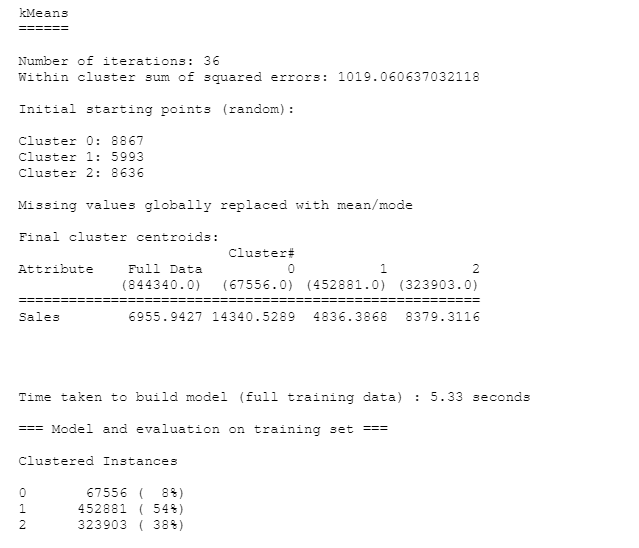 kMeans
======
Number of iterations: 36
Within cluster sum of squared errors: 1019.060637032118
Initial starting points (random):
Cluster 0: 8867
Cluster 1: 5993
Cluster 2: 8636
Missing values globally replaced with mean/mode
Final cluster centroids:
                         Cluster#
Attribute    Full Data          0          1          2
            (844340.0)  (67556.0) (452881.0) (323903.0)
=======================================================
Sales        6955.9427 14340.5289  4836.3868  8379.3116
Time taken to build model (full training data) : 5.33 seconds
=== Model and evaluation on training set ===
Clustered Instances
0       67556 (  8%)
1      452881 ( 54%)
2      323903 ( 38%)